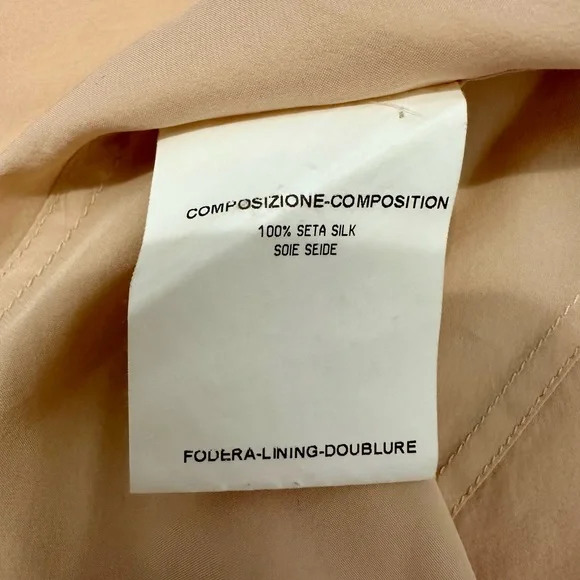 COMPOSIZIONE-COMPOSITION
100% SETA SILK
SOIE SEIDE
FODERA-LINING-DOUBLURE